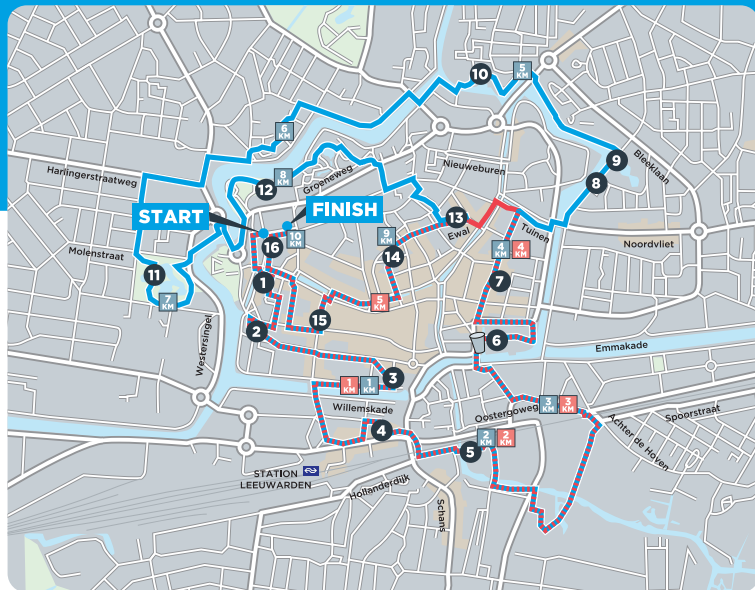 10
5
KM
6
KM
Bleeklaan
9
Nieuweburen
Harlingerstraatweg
8
KM
8
12
Groeneweg
START
FINISH
13
16
10
KM
9
KM
Ewal
Tuinen
Noordvliet
Molenstraat
14
4
KM
4
KM
11
1
7
7
KM
5
KM
15
2
6
Westersingel
Emmakade
3
1
KM
1
KM
Willemskade
3
KM
3
KM
Oostergoweg
Spoorstraat
4
Achter de Hoven
2
KM
2
KM
5
STATION
LEEUWARDEN
Hollanderdijk
Schans